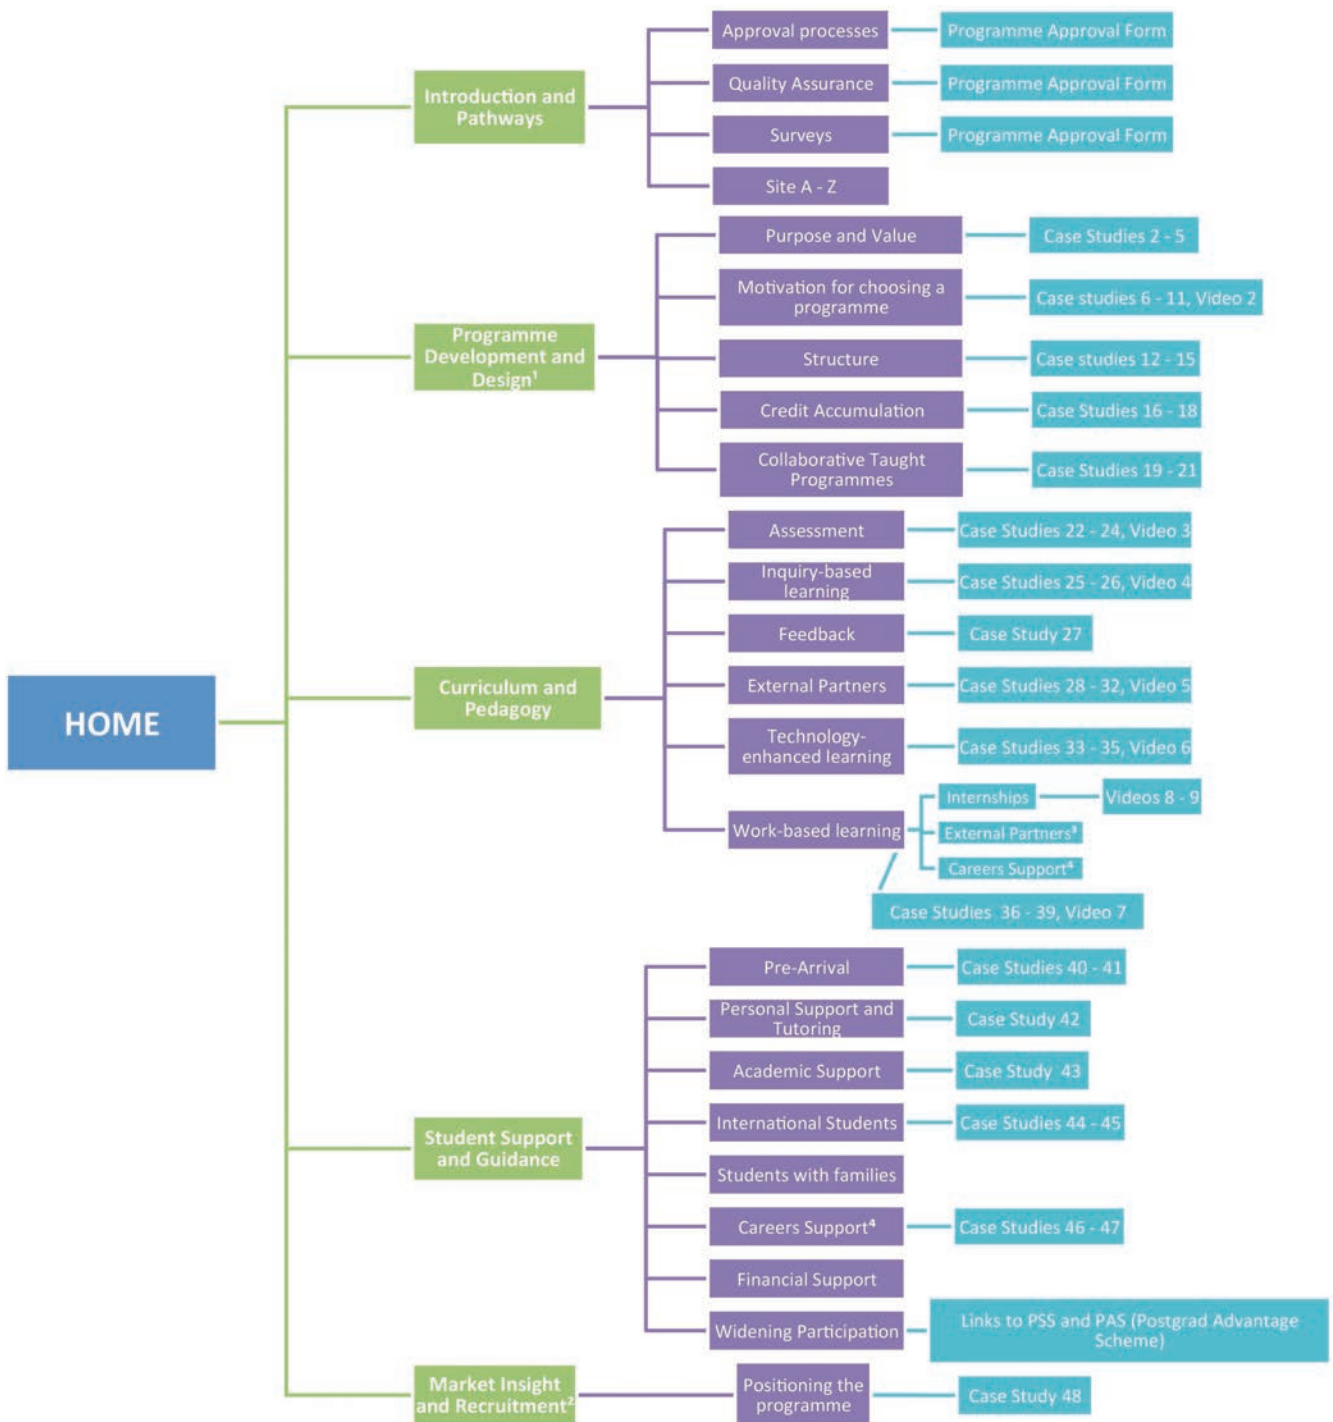 Approval processes
Programme Approval Form
Introduction and
Pathways
Quality Assurance
Programme Approval Form
Surveys
Programme Approval Form
Site A - Z
Programme
Development and
Design¹
Purpose and Value
Case Studies 2 - 5
Motivation for choosing a
programme
Case studies 6 - 11, Video 2
Structure
Case studies 12 - 15
Credit Accumulation
Case Studies 16 - 18
Collaborative Taught
Programmes
Case Studies 19 - 21
HOME
Curriculum and
Pedagogy
Assessment
Case Studies 22 - 24, Video 3
Inquiry-based
learning
Case Studies 25 - 26, Video 4
Feedback
Case Study 27
External Partners
Case Studies 28 - 32, Video 5
Technology-
enhanced learning
Case Studies 33 - 35, Video 6
Work-based learning
Internships
Videos 8 - 9
External Partners³
Careers Support⁴
Case Studies 36 - 39, Video 7
Student Support
and Guidance
Pre-Arrival
Case Studies 40 - 41
Personal Support and
Tutoring
Case Study 42
Academic Support
Case Study 43
International Students
Case Studies 44 - 45
Students with families
Careers Support⁴
Case Studies 46 - 47
Financial Support
Widening Participation
Links to PSS and PAS (Postgrad Advantage
Scheme)
Market Insight
and Recruitment²
Positioning the
programme
Case Study 48